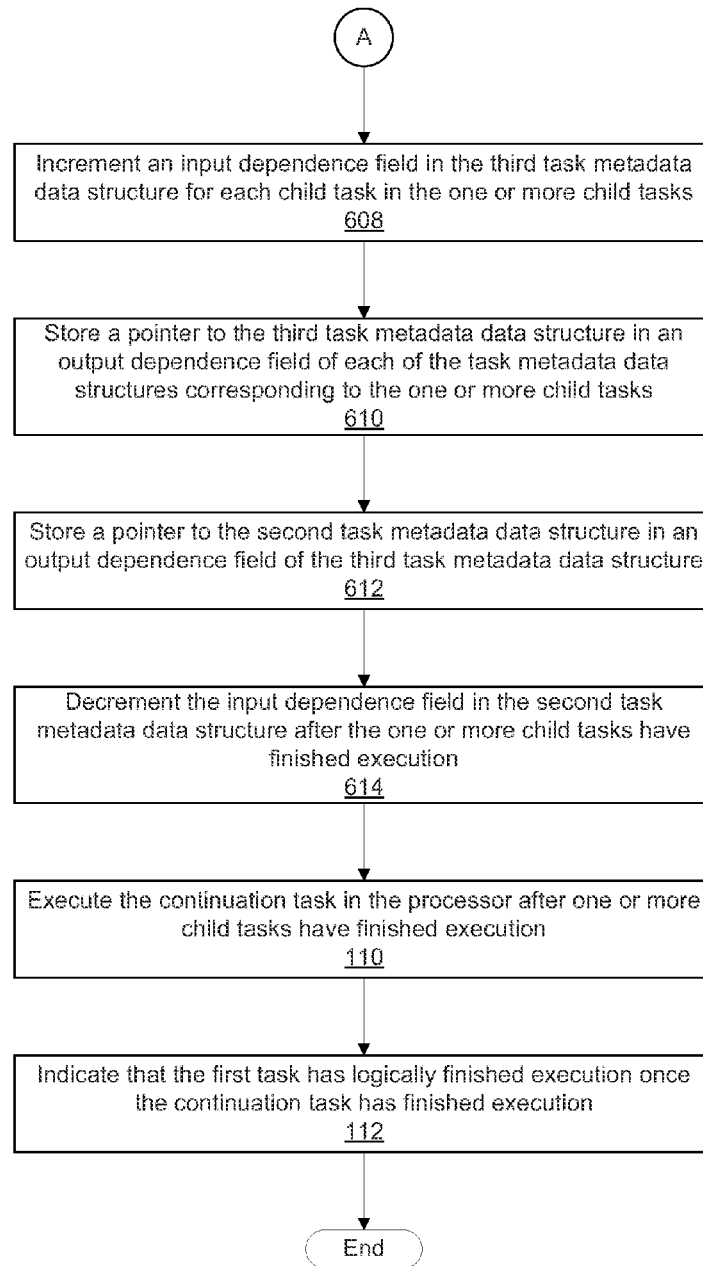 A
Increment an input dependence field in the third task metadata
data structure for each child task in the one or more child tasks
608
Store a pointer to the third task metadata data structure in an
output dependence field of each of the task metadata data
structures corresponding to the one or more child tasks
610
Store a pointer to the second task metadata data structure in an
output dependence field of the third task metadata data structure
612
Decrement the input dependence field in the second task
metadata data structure after the one or more child tasks have
finished execution
614
Execute the continuation task in the processor after one or more
child tasks have finished execution
110
Indicate that the first task has logically finished execution once
the continuation task has finished execution
112
End